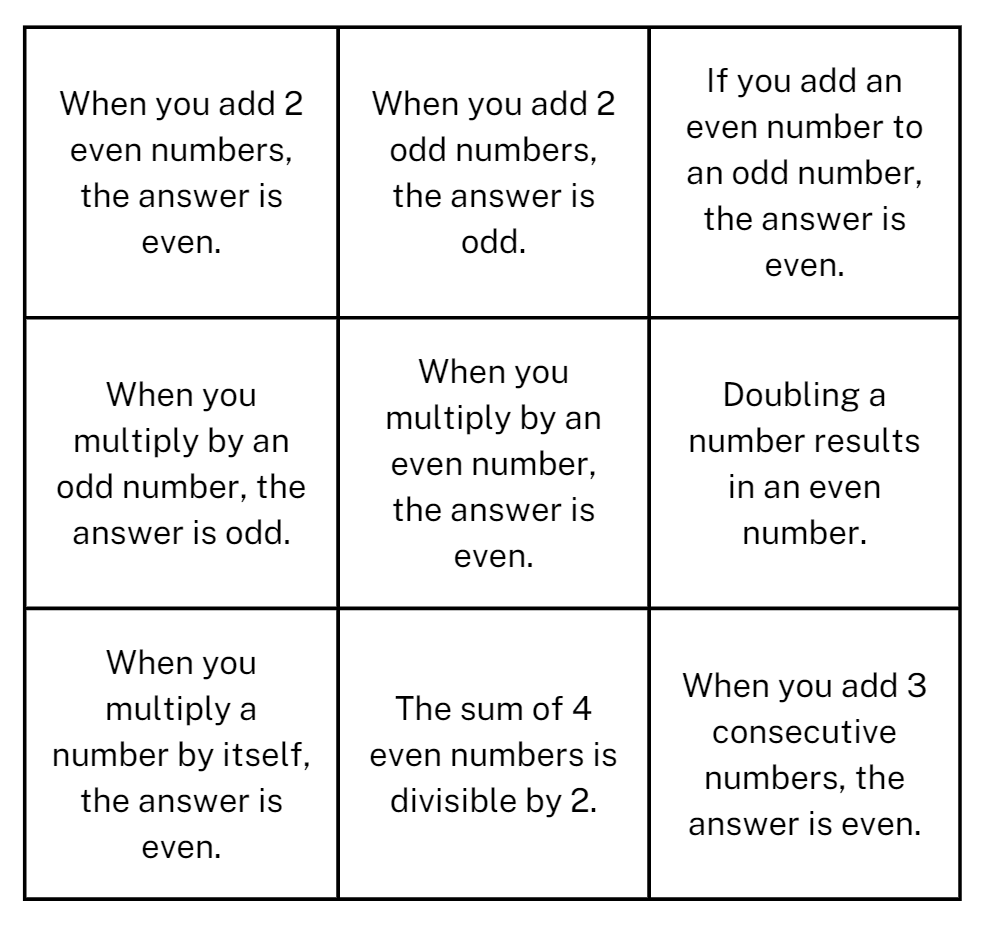 When you add 2
even numbers,
the answer is
even.
When you add 2
odd numbers,
the answer is
odd.
If you add an
even number to
an odd number,
the answer is
even.
When you
multiply by an
odd number, the
answer is odd.
When you
multiply by an
even number,
the answer is
even.
Doubling a
number results
in an even
number.
When you
multiply a
number by itself,
the answer is
even.
The sum of 4
even numbers is
divisible by 2.
When you add 3
consecutive
numbers, the
answer is even.